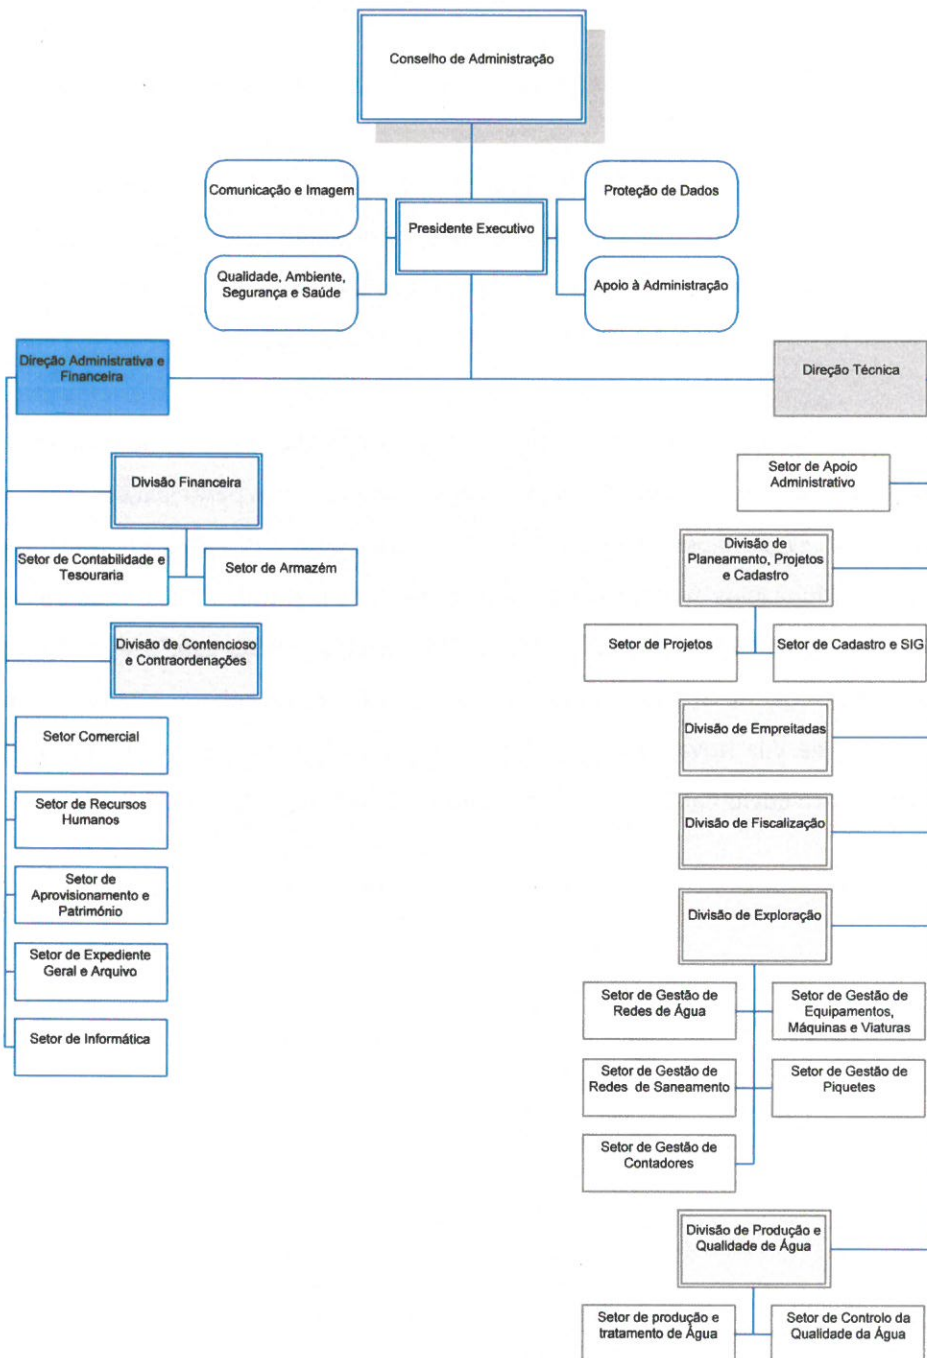 Conselho de Administração
Comunicação e Imagem
Proteção de Dados
Presidente Executivo
Qualidade, Ambiente,
Segurança e Saúde
Apoio à Administração
Direção Administrativa e
Financeira
Direção Técnica
Divisão Financeira
Setor de Contabilidade e
Tesouraria
Setor de Armazém
Divisão de Contencioso
e Contraordenações
Setor Comercial
Setor de Recursos
Humanos
Setor de
Aprovisionamento e
Património
Setor de Expediente
Geral e Arquivo
Setor de Informática
Setor de Apoio
Administrativo
Divisão de
Planeamento, Projetos
e Cadastro
Setor de Projetos
Setor de Cadastro e SIG
Divisão de Empreitadas
Divisão de Fiscalização
Divisão de Exploração
Setor de Gestão de
Redes de Água
Setor de Gestão de
Equipamentos,
Máquinas e Viaturas
Setor de Gestão de
Redes de Saneamento
Setor de Gestão de
Piquetes
Setor de Gestão de
Contadores
Divisão de Produção e
Qualidade de Água
Setor de produção e
tratamento de Água
Setor de Controlo da
Qualidade da Água